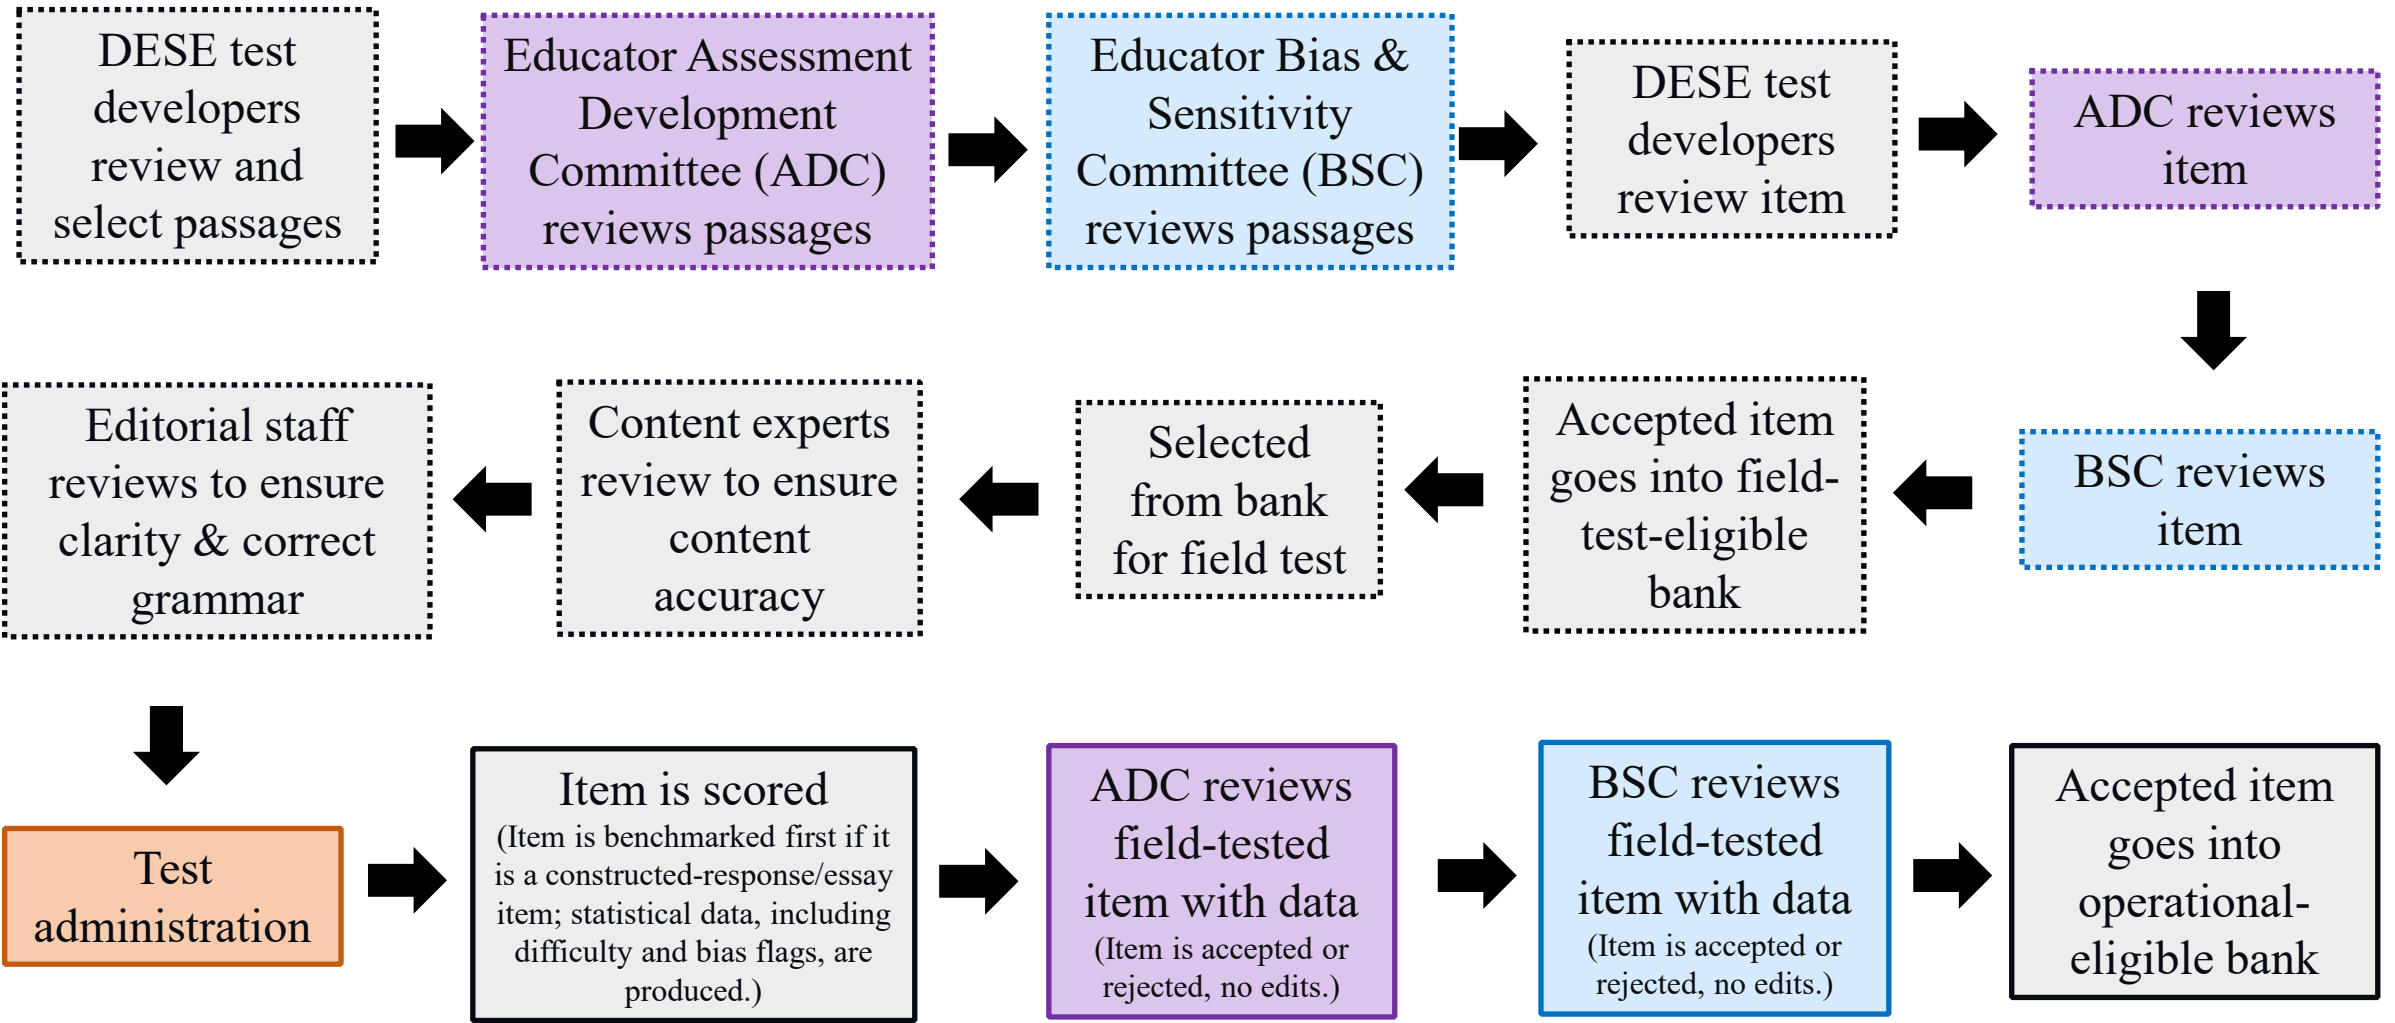 DESE test
developers
review and
select passages
Educator Assessment
Development
Committee (ADC)
reviews passages
Educator Bias &
Sensitivity
Committee (BSC)
reviews passages
DESE test
developers
review item
ADC reviews
item
BSC reviews
item
Accepted item
goes into field-
test-eligible
bank
Selected
from bank
for field test
Content experts
review to ensure
content
accuracy
Editorial staff
reviews to ensure
clarity & correct
grammar
Test
administration
Item is scored
(Item is benchmarked first if it
is a constructed-response/essay
item; statistical data, including
difficulty and bias flags, are
produced.)
ADC reviews
field-tested
item with data
(Item is accepted or
rejected, no edits.)
BSC reviews
field-tested
item with data
(Item is accepted or
rejected, no edits.)
Accepted item
goes into
operational-
eligible bank